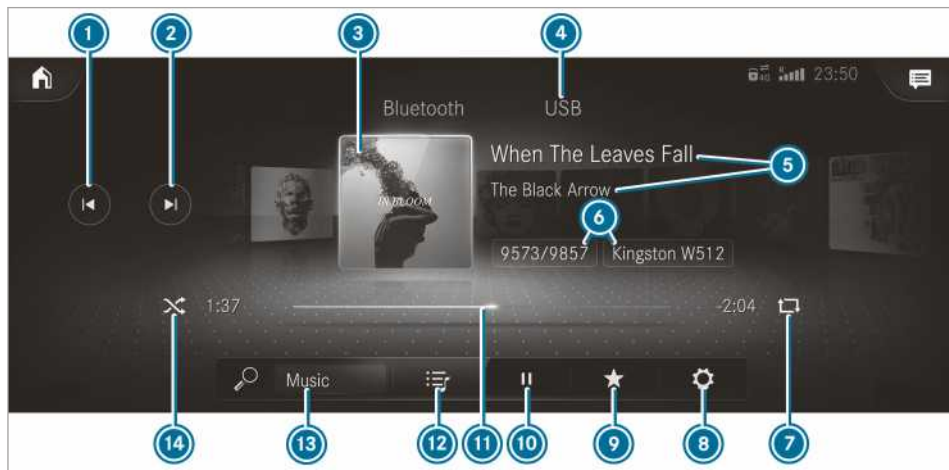 1 2 3 4
4G 23:50
Bluetooth USB
When The Leaves Fall
5
The Black Arrow
IN BLOOM
6
9573/9857 Kingston W512
1:37 -2:04
Music
14 13 12 11 10 9 8 7